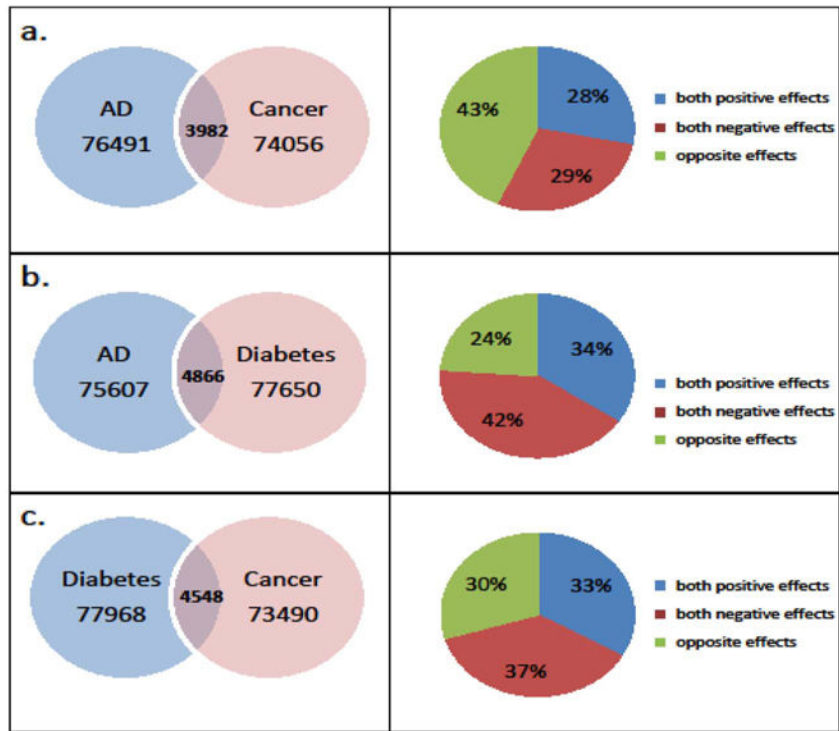 a.
AD
76491
3982
Cancer
74056
28%
29%
43%
both positive effects
both negative effects
opposite effects
b.
AD
75607
4866
Diabetes
77650
34%
42%
24%
both positive effects
both negative effects
opposite effects
c.
Diabetes
77968
4548
Cancer
73490
33%
37%
30%
both positive effects
both negative effects
opposite effects